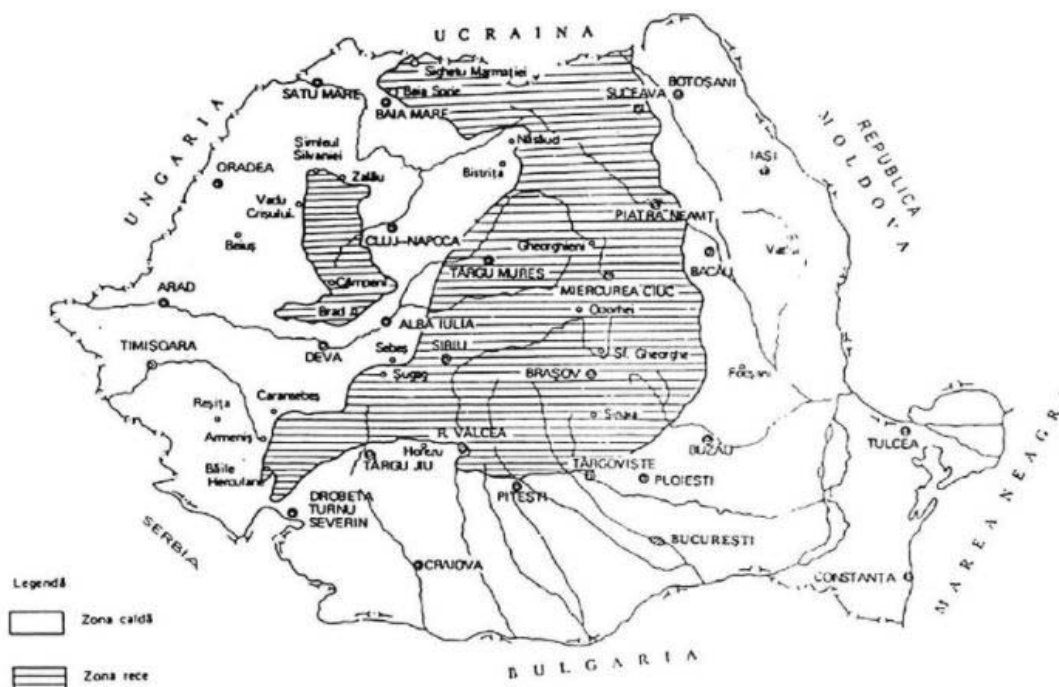 UCRAINA
Sighetu Marmației
BOTOȘANI
SATU MARE
Baia Sprie
SUCEAVA
BAIA MARE
REPUBLICA
MOLDOVA
Șimleul
Silvaniei
Năsăud
UNGARIA
ORADEA
Zalău
Bistrița
IAȘI
Vadu
Crișului
PIATRA NEAMȚ
Beiuș
CLUJ-NAPOCA
Gheorghieni
BACĂU
TÂRGU MUREȘ
ARAD
Câmpeni
MIERCUREA CIUC
Brad
ALBA IULIA
Odorhei
TIMIȘOARA
DEVA
Sebeș
SIBIU
Sf. Gheorghe
Șugag
BRAȘOV
Focșani
Reșița
Caransebeș
Sinaia
Armeniș
R. VÂLCEA
BUZĂU
TULCEA
Horezu
TÂRGU JIU
TÂRGOVIȘTE
Băile
Herculane
PITEȘTI
PLOIEȘTI
DROBETA
TURNU
SEVERIN
SERBIA
BUCUREȘTI
MAREA NEAGRĂ
CRAIOVA
CONSTANȚA
Legendă
Zona caldă
BULGARIA
Zona rece